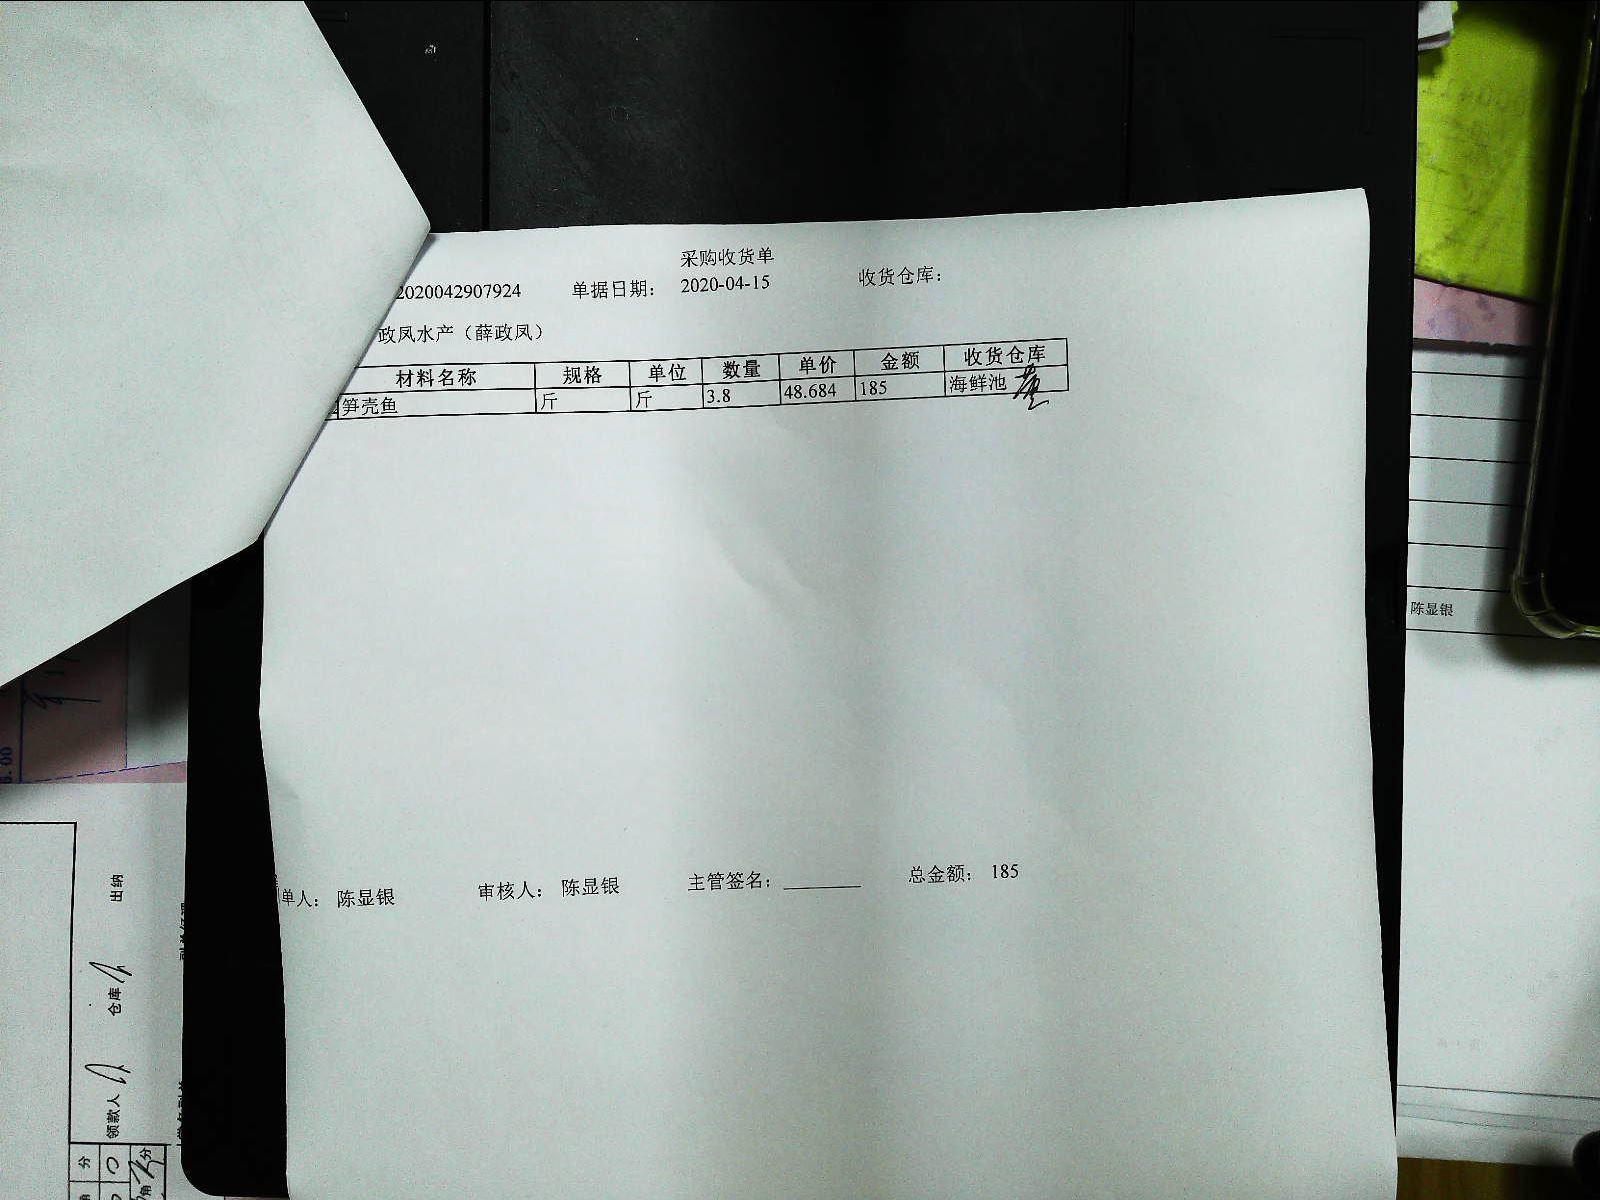 采购收货单
2020042907924 单据日期： 2020-04-15 收货仓库：
政凤水产（薛政凤）
材料名称 规格 单位 数量 单价 金额 收货仓库
笋壳鱼 斤 斤 3.8 48.684 185 海鲜池
单人： 陈显银 审核人： 陈显银 主管签名： 总金额： 185
陈显银
出纳
仓库
领款人
分
角
分
角